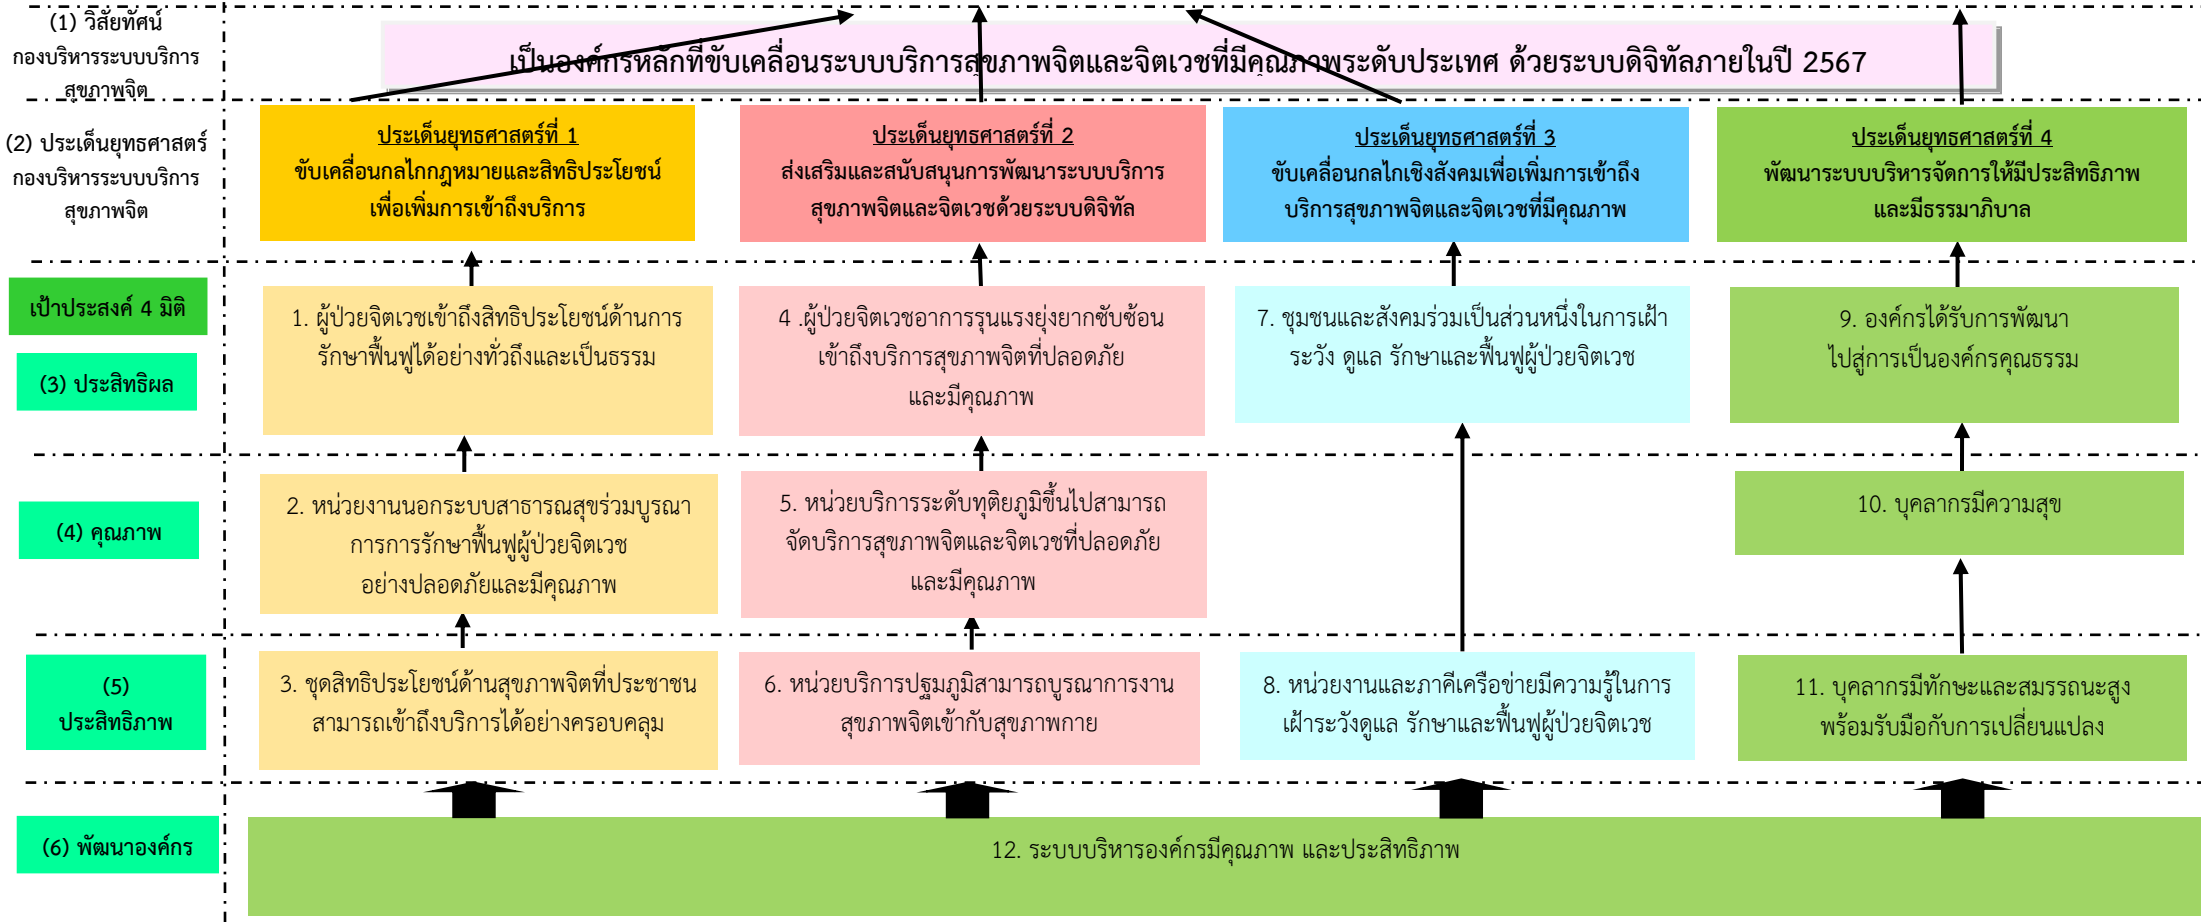 (1) วิสัยทัศน์
กองบริหารระบบบริการ
สุขภาพจิต
เป็นองค์กรหลักที่ขับเคลื่อนระบบบริการสุขภาพจิตและจิตเวชที่มีคุณภาพระดับประเทศ ด้วยระบบดิจิทัลภายในปี 2567
(2) ประเด็นยุทธศาสตร์
กองบริหารระบบบริการ
สุขภาพจิต
ประเด็นยุทธศาสตร์ที่ 1
ขับเคลื่อนกลไกกฎหมายและสิทธิประโยชน์
เพื่อเพิ่มการเข้าถึงบริการ
ประเด็นยุทธศาสตร์ที่ 2
ส่งเสริมและสนับสนุนการพัฒนาระบบบริการ
สุขภาพจิตและจิตเวชด้วยระบบดิจิทัล
ประเด็นยุทธศาสตร์ที่ 3
ขับเคลื่อนกลไกเชิงสังคมเพื่อเพิ่มการเข้าถึง
บริการสุขภาพจิตและจิตเวชที่มีคุณภาพ
ประเด็นยุทธศาสตร์ที่ 4
พัฒนาระบบบริหารจัดการให้มีประสิทธิภาพ
และมีธรรมาภิบาล
เป้าประสงค์ 4 มิติ
(3) ประสิทธิผล
1. ผู้ป่วยจิตเวชเข้าถึงสิทธิประโยชน์ด้านการ
รักษาฟื้นฟูได้อย่างทั่วถึงและเป็นธรรม
4 .ผู้ป่วยจิตเวชอาการรุนแรงยุ่งยากซับซ้อน
เข้าถึงบริการสุขภาพจิตที่ปลอดภัย
และมีคุณภาพ
7. ชุมชนและสังคมร่วมเป็นส่วนหนึ่งในการเฝ้า
ระวัง ดูแล รักษาและฟื้นฟูผู้ป่วยจิตเวช
9. องค์กรได้รับการพัฒนา
ไปสู่การเป็นองค์กรคุณธรรม
(4) คุณภาพ
2. หน่วยงานนอกระบบสาธารณสุขร่วมบูรณา
การการรักษาฟื้นฟูผู้ป่วยจิตเวช
อย่างปลอดภัยและมีคุณภาพ
5. หน่วยบริการระดับทุติยภูมิขึ้นไปสามารถ
จัดบริการสุขภาพจิตและจิตเวชที่ปลอดภัย
และมีคุณภาพ
10. บุคลากรมีความสุข
(5)
ประสิทธิภาพ
3. ชุดสิทธิประโยชน์ด้านสุขภาพจิตที่ประชาชน
สามารถเข้าถึงบริการได้อย่างครอบคลุม
6. หน่วยบริการปฐมภูมิสามารถบูรณาการงาน
สุขภาพจิตเข้ากับสุขภาพกาย
8. หน่วยงานและภาคีเครือข่ายมีความรู้ในการ
เฝ้าระวังดูแล รักษาและฟื้นฟูผู้ป่วยจิตเวช
11. บุคลากรมีทักษะและสมรรถนะสูง
พร้อมรับมือกับการเปลี่ยนแปลง
(6) พัฒนาองค์กร
12. ระบบบริหารองค์กรมีคุณภาพ และประสิทธิภาพ